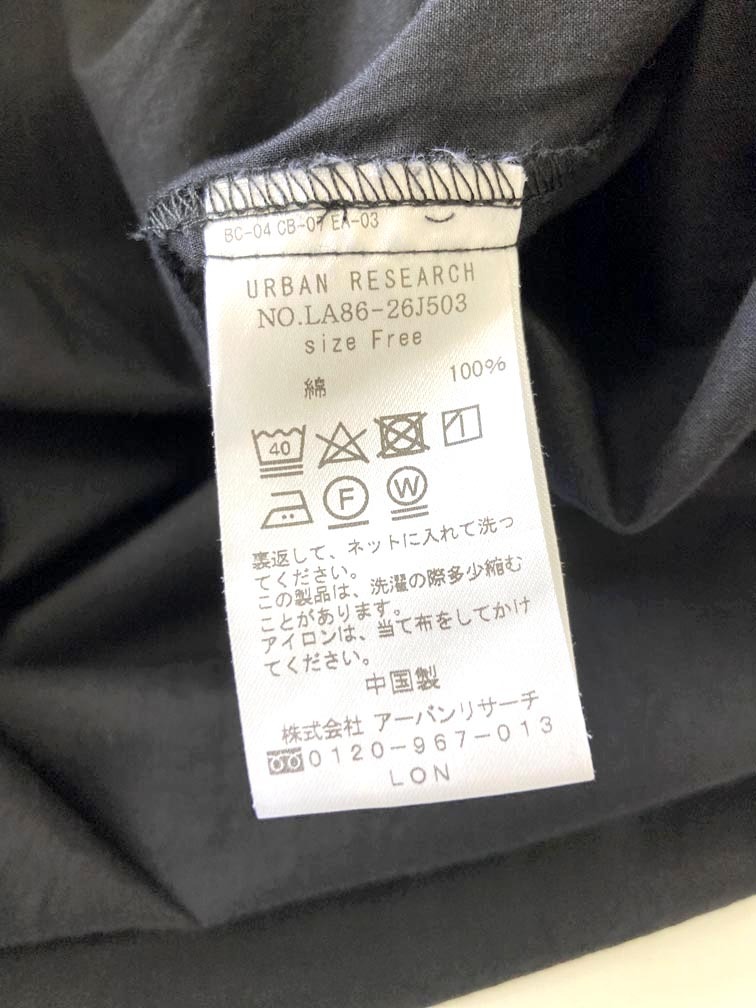 BC-04 CB-07 EA-03
URBAN RESEARCH
NO.LA86-26J503
size Free
綿 100%
40
F W
裏返して、ネットに入れて洗っ
てください。
この製品は、洗濯の際多少縮む
ことがあります。
アイロンは、当て布をしてかけ
てください。
中国製
株式会社 アーバンリサーチ
0120-967-013
LON